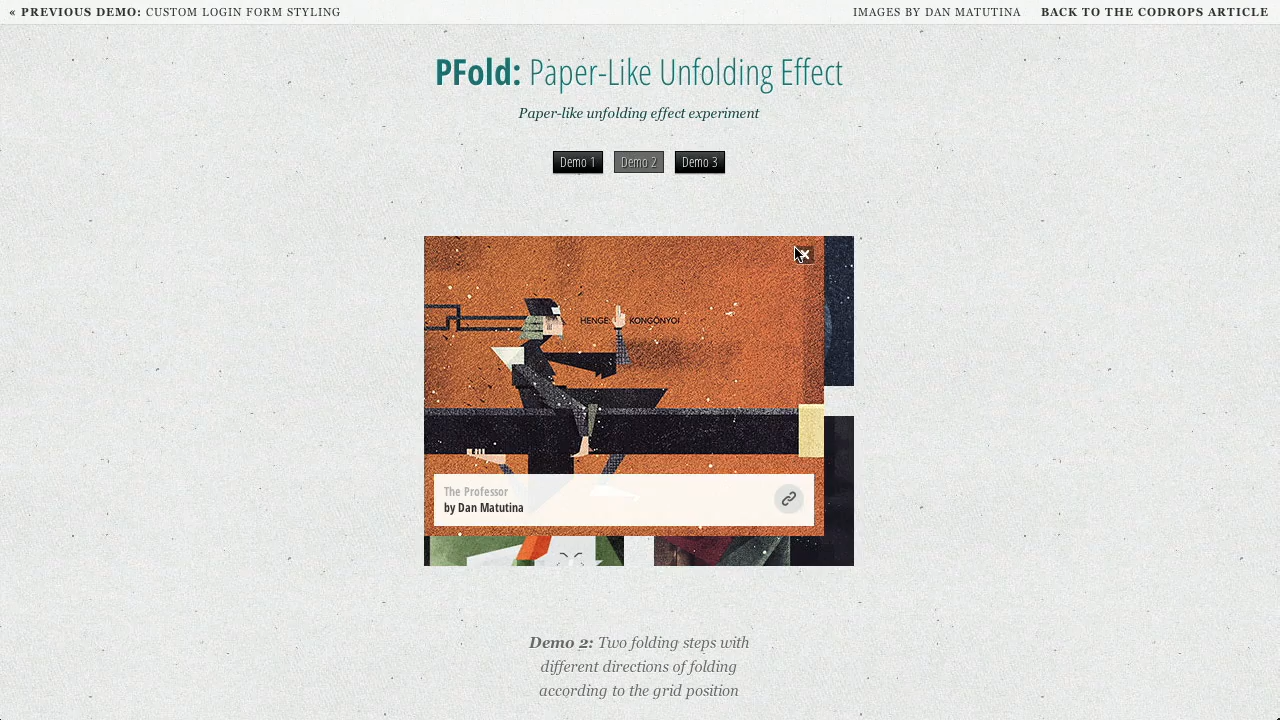 « PREVIOUS DEMO: CUSTOM LOGIN FORM STYLING
IMAGES BY DAN MATUTINA
BACK TO THE CODROPS ARTICLE
PFold: Paper-Like Unfolding Effect
Paper-like unfolding effect experiment
Demo 1
Demo 2
Demo 3
HENGE KONGŌNYOI
The Professor
by Dan Matutina
Demo 2: Two folding steps with
different directions of folding
according to the grid position